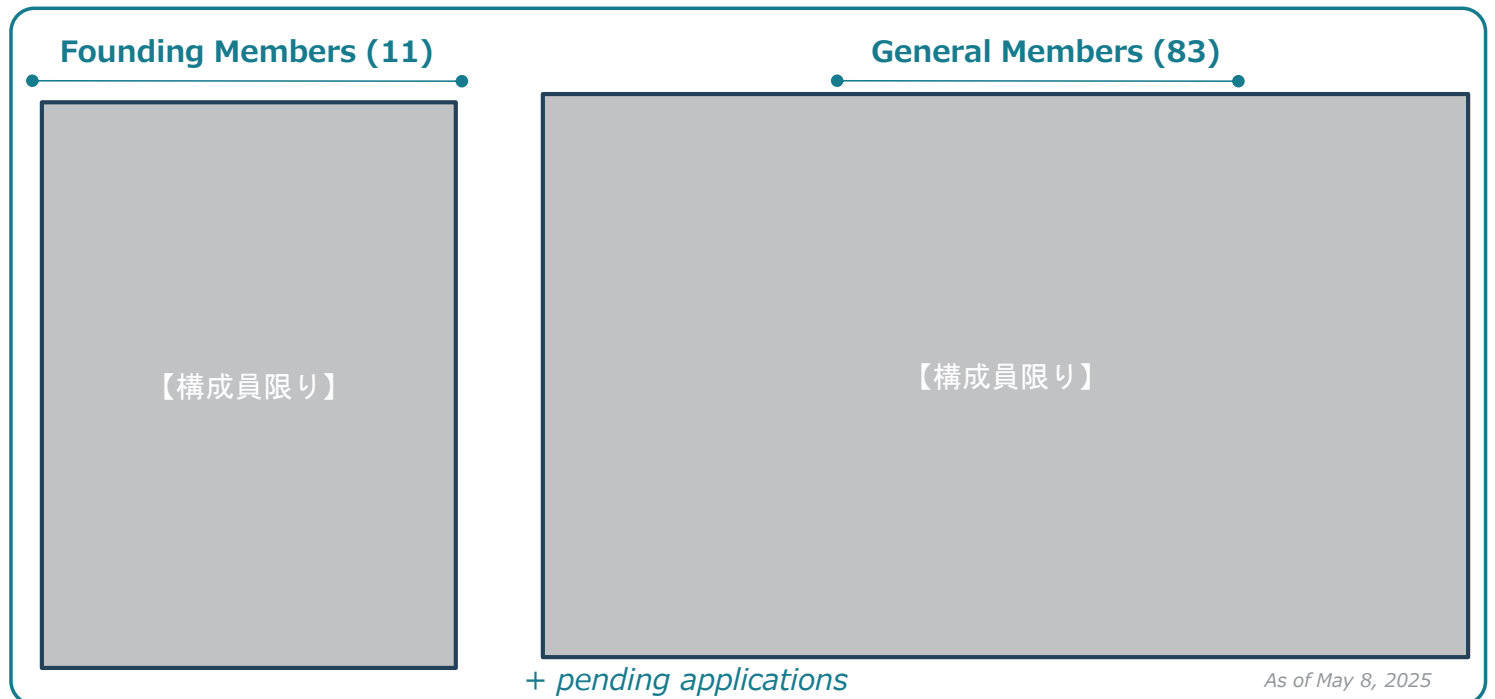 Founding Members (11)
【構成員限り】
General Members (83)
【構成員限り】
+ pending applications
As of May 8, 2025